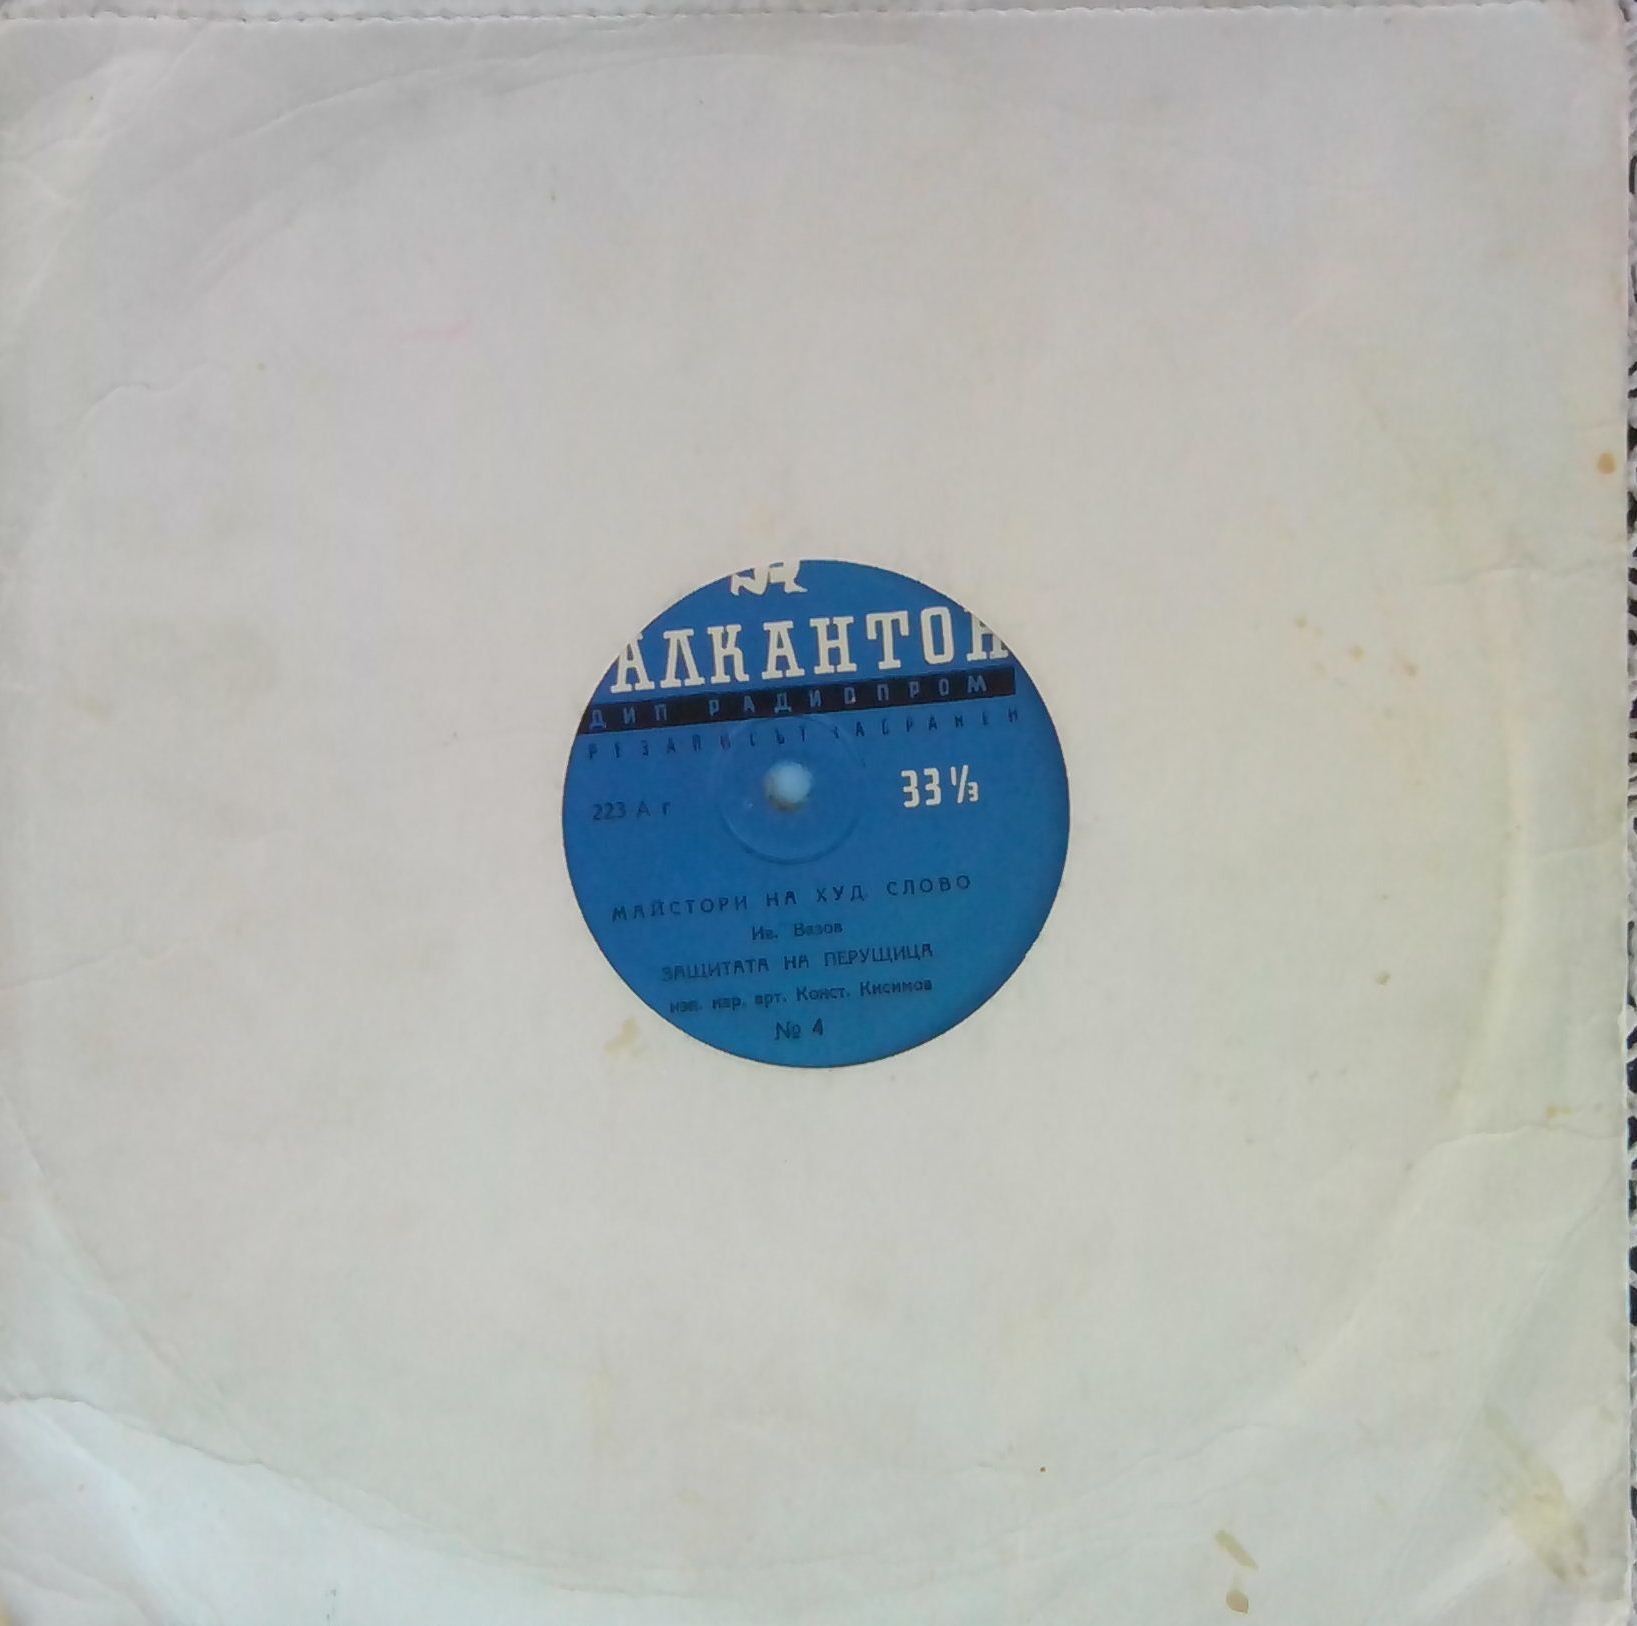 АЛКАНТОН
ДИП РАДИОПРОМ
РЕЗАПИСЪТ ЗАБРАНЕН
223 А г
33 1/3
МАЙСТОРИ НА ХУД. СЛОВО
Ив. Вазов
ЗАЩИТАТА НА ПЕРУЩИЦА
изп. нар. арт. Конст. Кисимов
№ 4